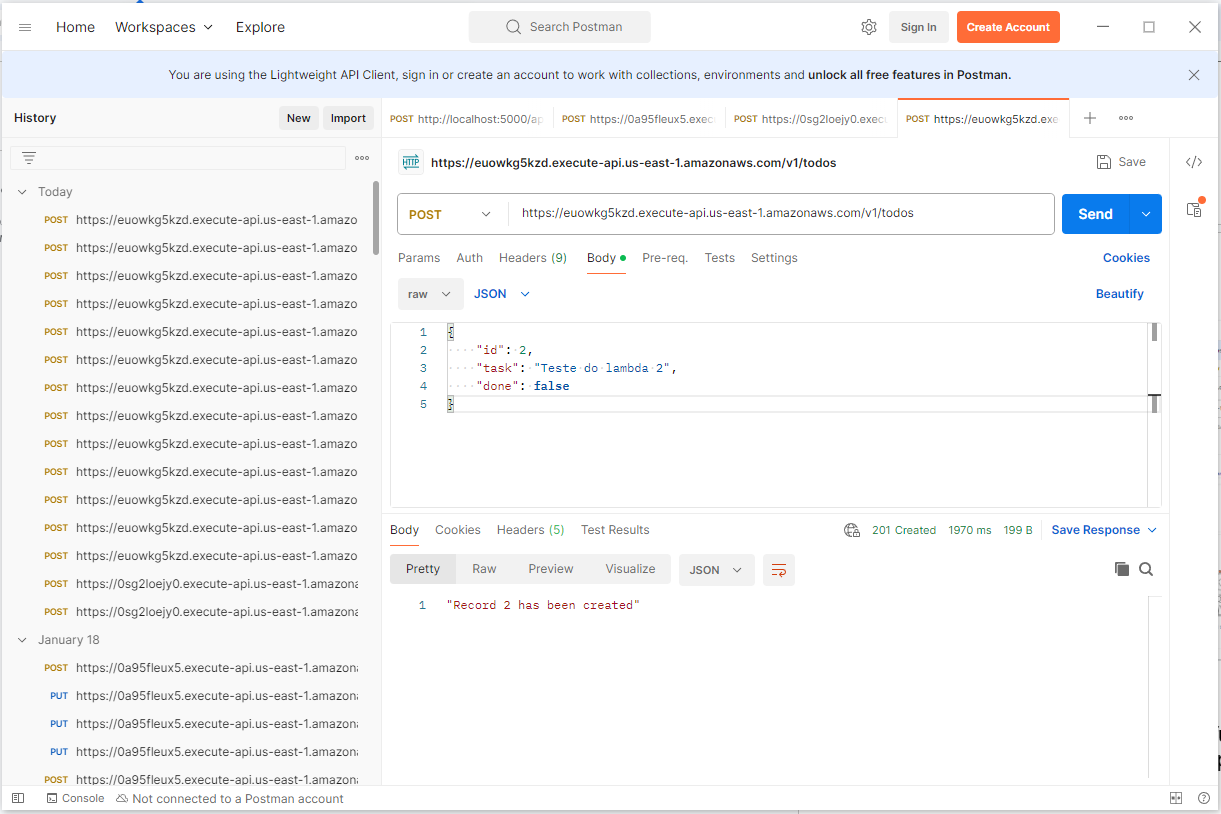 Home Workspaces Explore Search Postman Sign In Create Account
You are using the Lightweight API Client, sign in or create an account to work with collections, environments and unlock all free features in Postman.
History New Import
POST http://localhost:5000/ap POST https://0a95fleux5.exec POST https://0sg2loejy0.execu POST https://euowkg5kzd.exe
HTTP https://euowkg5kzd.execute-api.us-east-1.amazonaws.com/v1/todos Save
Today
POST https://euowkg5kzd.execute-api.us-east-1.amazo
POST https://euowkg5kzd.execute-api.us-east-1.amazo
POST https://euowkg5kzd.execute-api.us-east-1.amazo
POST https://euowkg5kzd.execute-api.us-east-1.amazo
POST https://euowkg5kzd.execute-api.us-east-1.amazo
POST https://euowkg5kzd.execute-api.us-east-1.amazo
POST https://euowkg5kzd.execute-api.us-east-1.amazo
POST https://euowkg5kzd.execute-api.us-east-1.amazo
POST https://euowkg5kzd.execute-api.us-east-1.amazo
POST https://euowkg5kzd.execute-api.us-east-1.amazo
POST https://euowkg5kzd.execute-api.us-east-1.amazo
POST https://euowkg5kzd.execute-api.us-east-1.amazo
POST https://euowkg5kzd.execute-api.us-east-1.amazo
POST https://0sg2loejy0.execute-api.us-east-1.amazona
POST https://0sg2loejy0.execute-api.us-east-1.amazona
January 18
POST https://0a95fleux5.execute-api.us-east-1.amazona
PUT https://0a95fleux5.execute-api.us-east-1.amazona
PUT https://0a95fleux5.execute-api.us-east-1.amazona
PUT https://0a95fleux5.execute-api.us-east-1.amazona
POST https://0a95fleux5.execute-api.us-east-1.amazona
POST https://euowkg5kzd.execute-api.us-east-1.amazonaws.com/v1/todos Send
Params Auth Headers (9) Body Pre-req. Tests Settings Cookies
raw JSON Beautify
1 {
2 "id": 2,
3 "task": "Teste do lambda 2",
4 "done": false
5 }
Body Cookies Headers (5) Test Results 201 Created 1970 ms 199 B Save Response
Pretty Raw Preview Visualize JSON
1 "Record 2 has been created"
Console Not connected to a Postman account